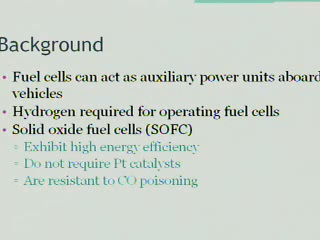 Background
Fuel cells can act as auxiliary power units aboard
vehicles
Hydrogen required for operating fuel cells
Solid oxide fuel cells (SOFC)
Exhibit high energy efficiency
Do not require Pt catalysts
Are resistant to CO poisoning